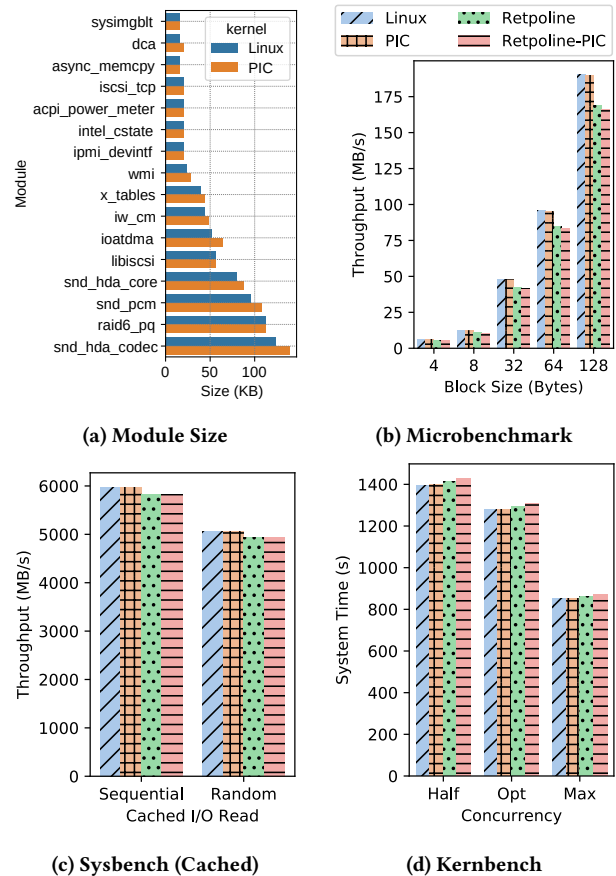 sysimgblt
dca
async_memcpy
iscsi_tcp
acpi_power_meter
intel_cstate
ipmi_devintf
wmi
x_tables
iw_cm
ioatdma
libiscsi
snd_hda_core
snd_pcm
raid6_pq
snd_hda_codec
Module
kernel
Linux
PIC
0 50 100
Size (KB)
(a) Module Size
Linux Retpoline
PIC Retpoline-PIC
Throughput (MB/s)
175
150
125
100
75
50
25
0
4 8 32 64 128
Block Size (Bytes)
(b) Microbenchmark
Throughput (MB/s)
6000
5000
4000
3000
2000
1000
0
Sequential Random
Cached I/O Read
(c) Sysbench (Cached)
System Time (s)
1400
1200
1000
800
600
400
200
0
Half Opt Max
Concurrency
(d) Kernbench